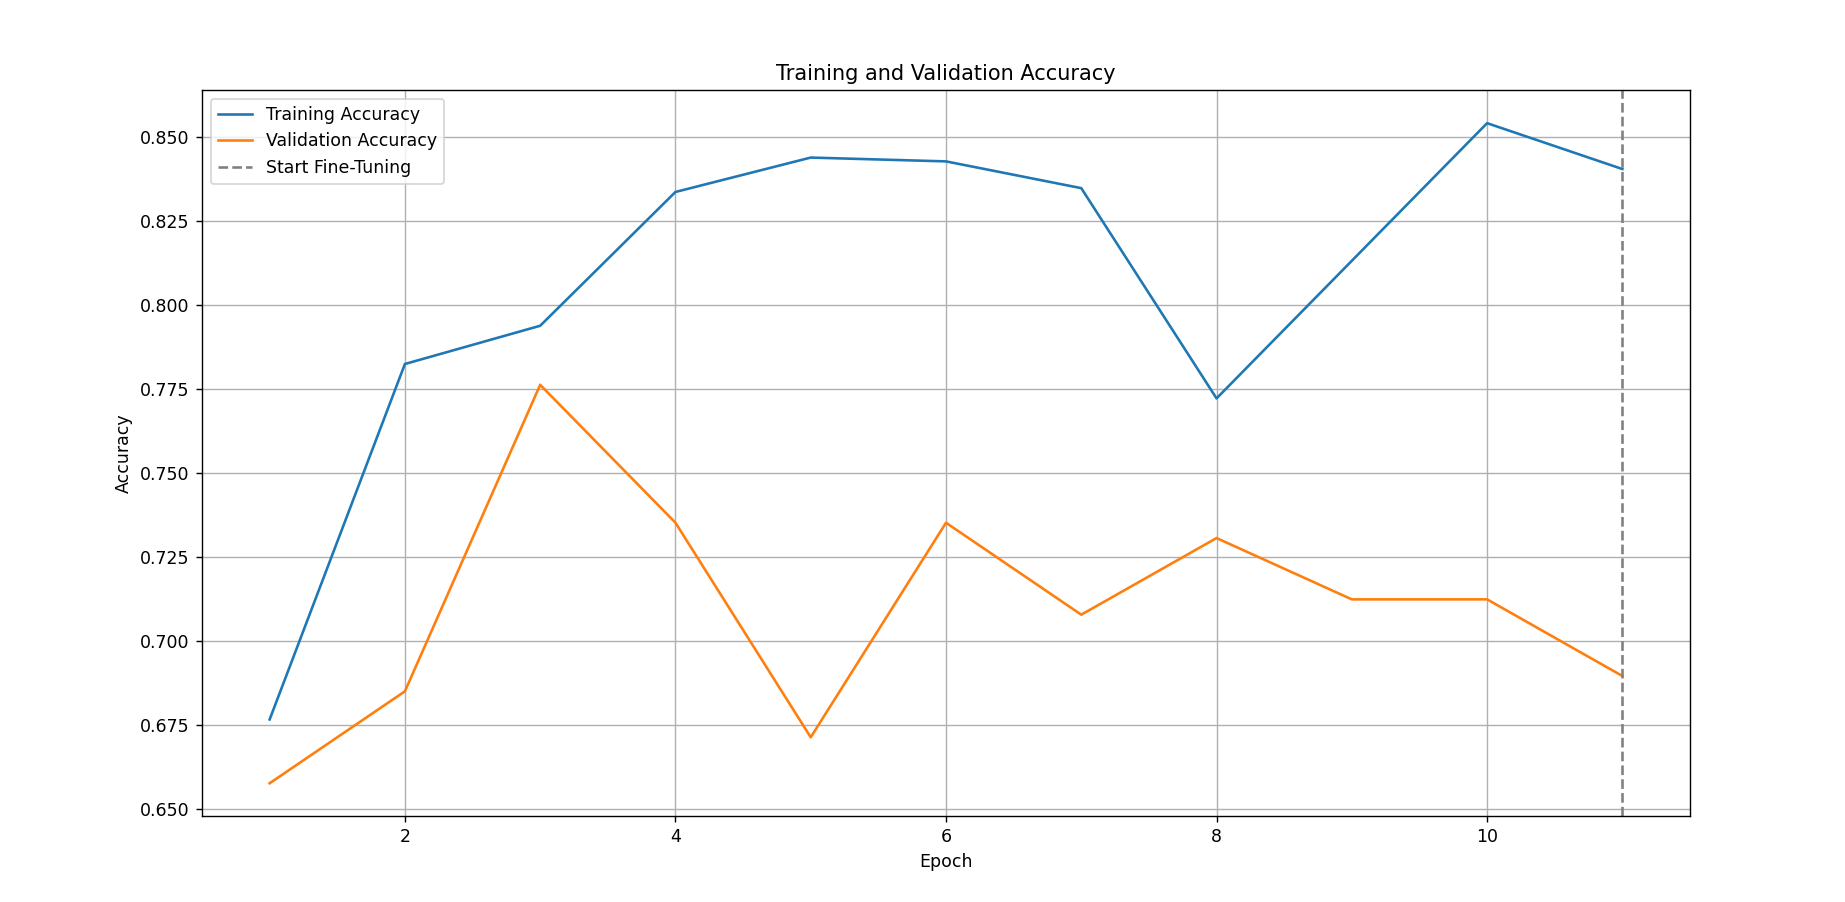 Training and Validation Accuracy
Training Accuracy
Validation Accuracy
Start Fine-Tuning
0.850
0.825
0.800
0.775
0.750
0.725
0.700
0.675
0.650
Accuracy
2 4 6 8 10
Epoch